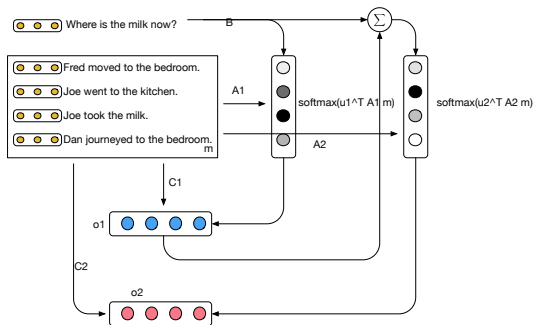 Where is the milk now?
B
Σ
Fred moved to the bedroom.
Joe went to the kitchen.
Joe took the milk.
Dan journeyed to the bedroom.
m
A1
softmax(u1^T A1 m)
softmax(u2^T A2 m)
A2
C1
o1
C2
o2